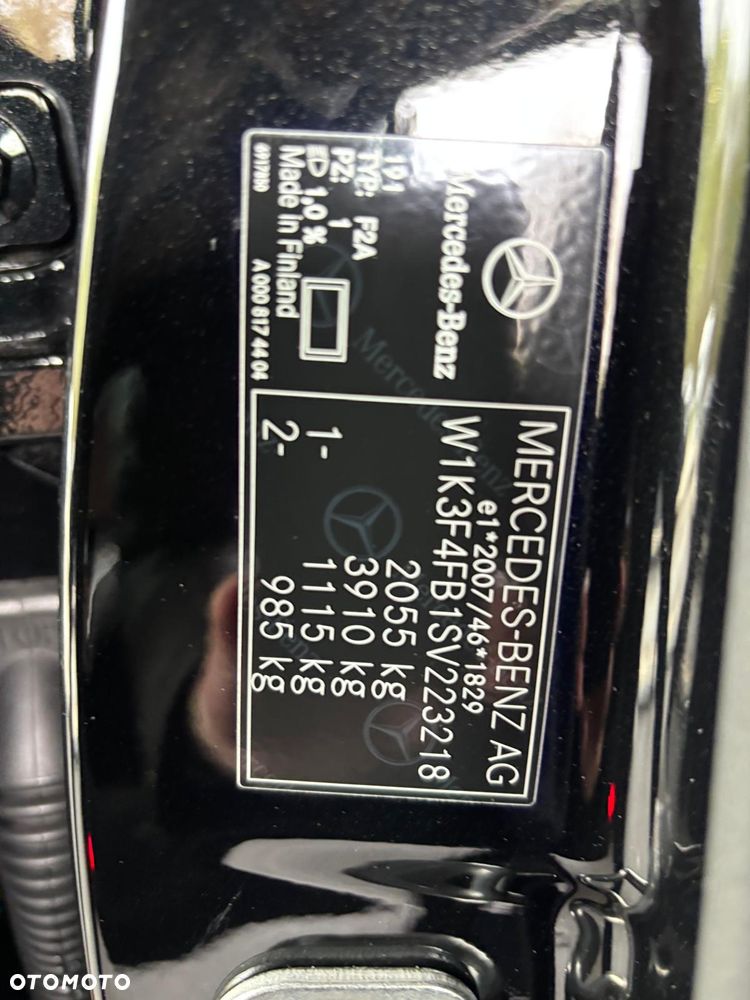 Mercedes-Benz
191
TYP: F2A
PZ: 1
1,0 %
Made in Finland
6917800 A 000 817 44 04
MERCEDES-BENZ AG
e1*2007/46*1829
W1K3F4FB1SV223218
2055 kg
3910 kg
1- 1115 kg
2- 985 kg
OTOMOTO